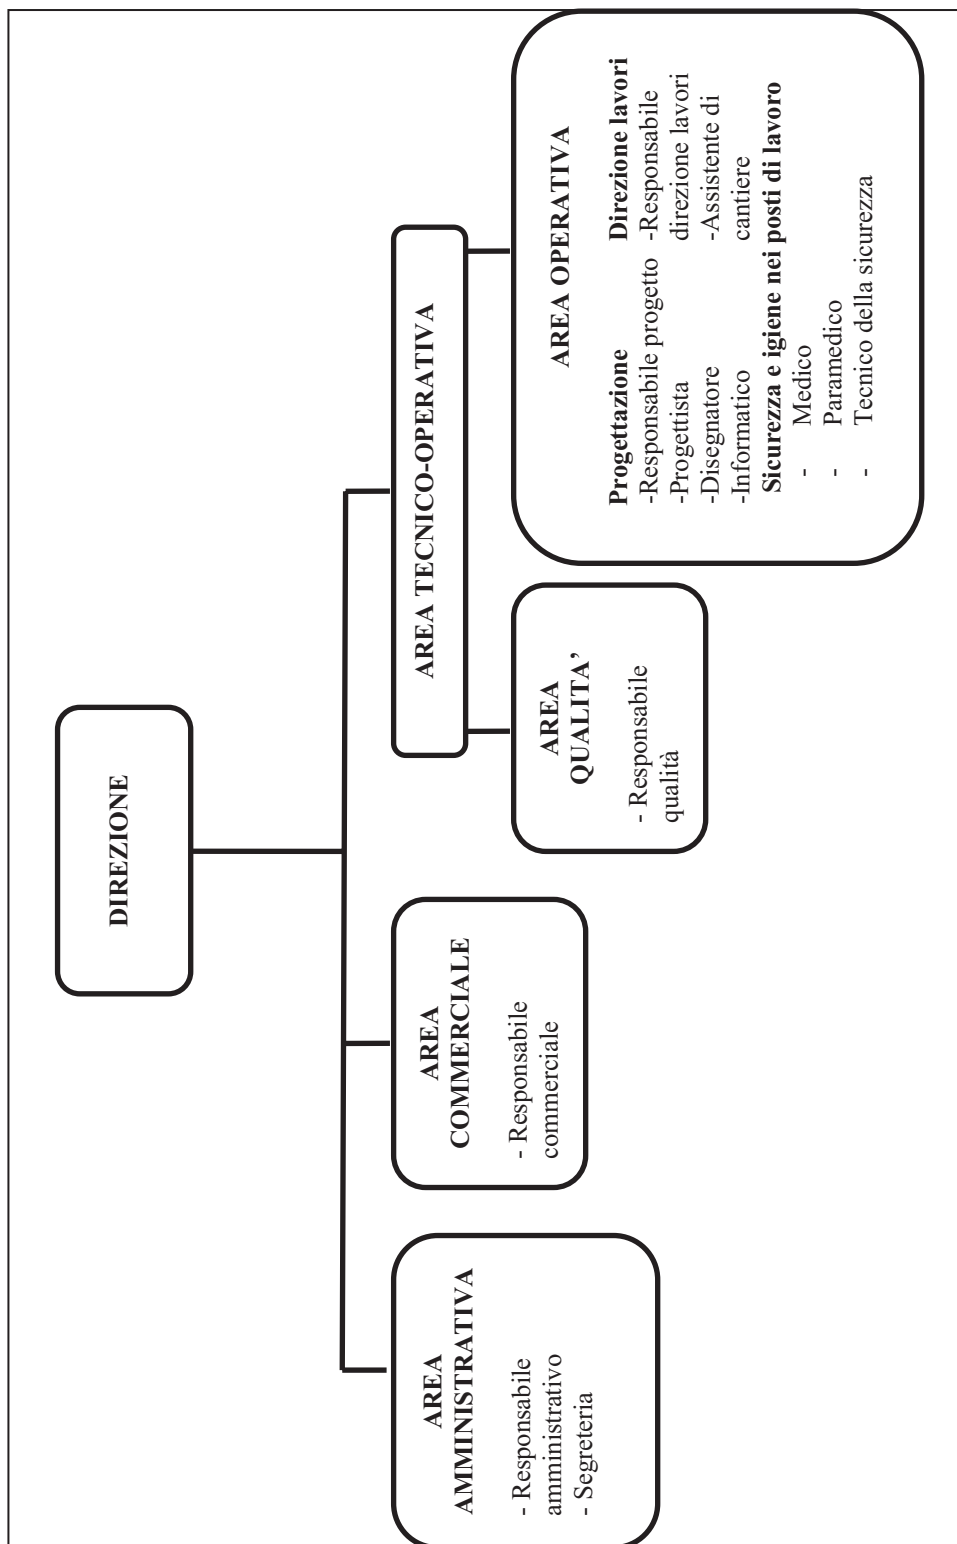 DIREZIONE
AREA
AMMINISTRATIVA
- Responsabile
amministrativo
- Segreteria
AREA
COMMERCIALE
- Responsabile
commerciale
AREA TECNICO-OPERATIVA
AREA
QUALITA’
- Responsabile
qualità
AREA OPERATIVA
Progettazione Direzione lavori
-Responsabile progetto -Responsabile
-Progettista direzione lavori
-Disegnatore -Assistente di
-Informatico cantiere
Sicurezza e igiene nei posti di lavoro
- Medico
- Paramedico
- Tecnico della sicurezza